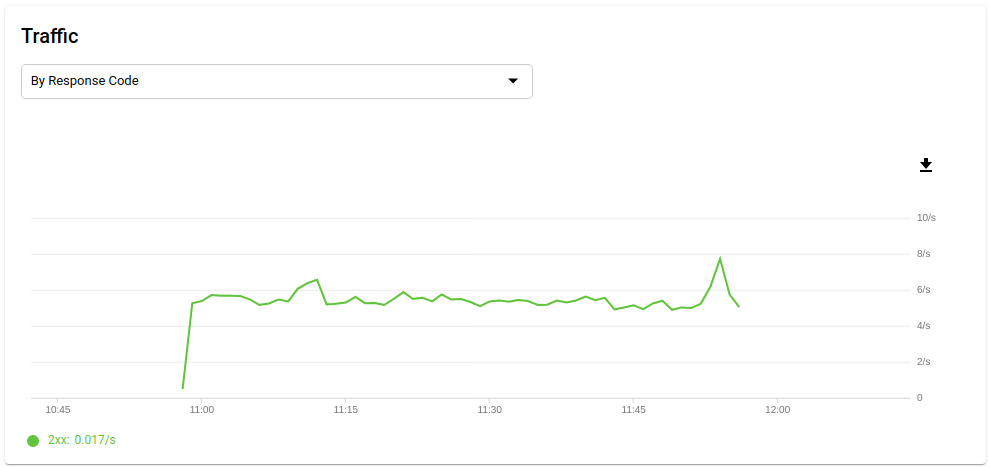 Traffic
By Response Code
10/s
8/s
6/s
4/s
2/s
0
10:45 11:00 11:15 11:30 11:45 12:00
2xx: 0.017/s